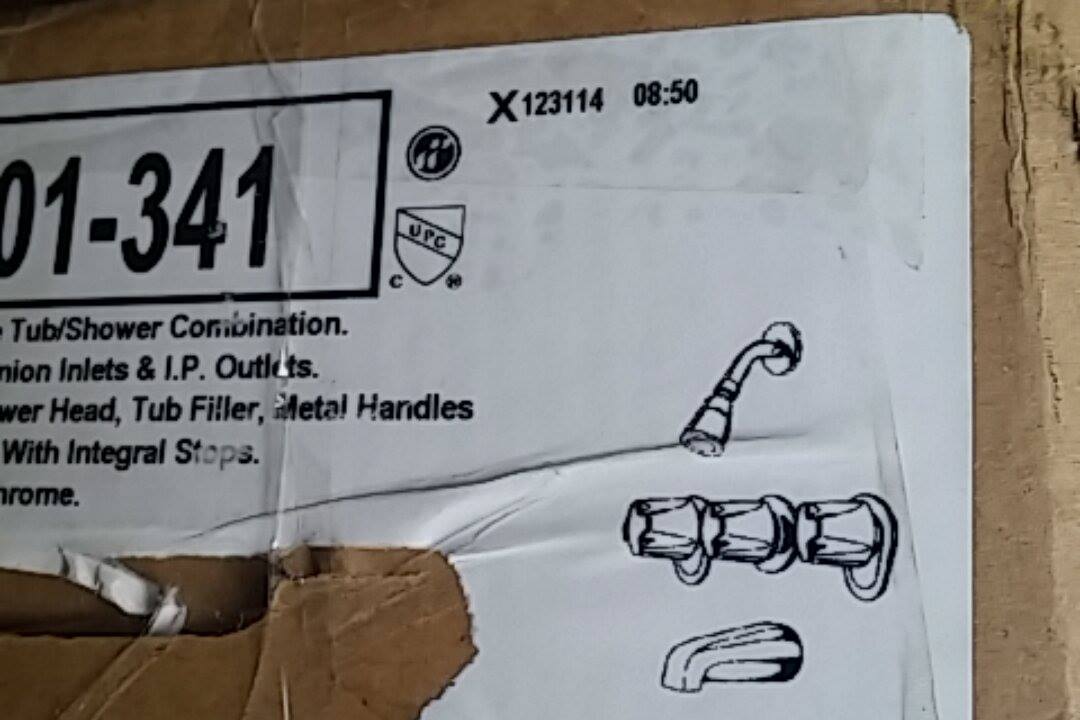 X123114 08:50
01-341
UPC
C
Tub/Shower Combination.
nion Inlets & I.P. Outlets.
wer Head, Tub Filler, Metal Handles
With Integral Stops.
hrome.